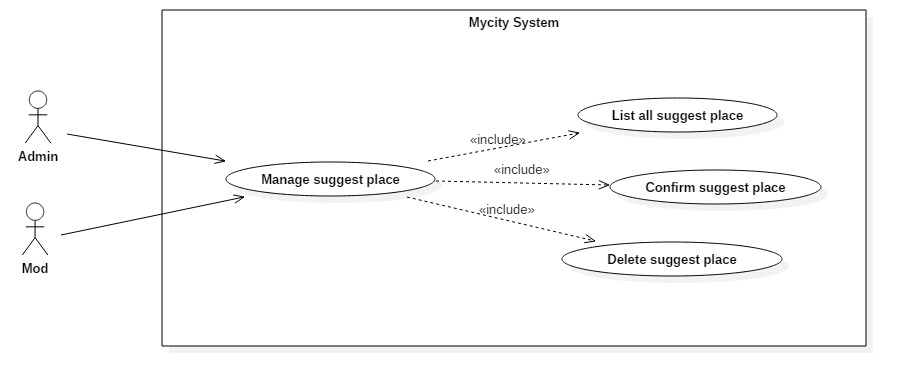 Mycity System
Admin
Mod
Manage suggest place
«include»
«include»
«include»
List all suggest place
Confirm suggest place
Delete suggest place